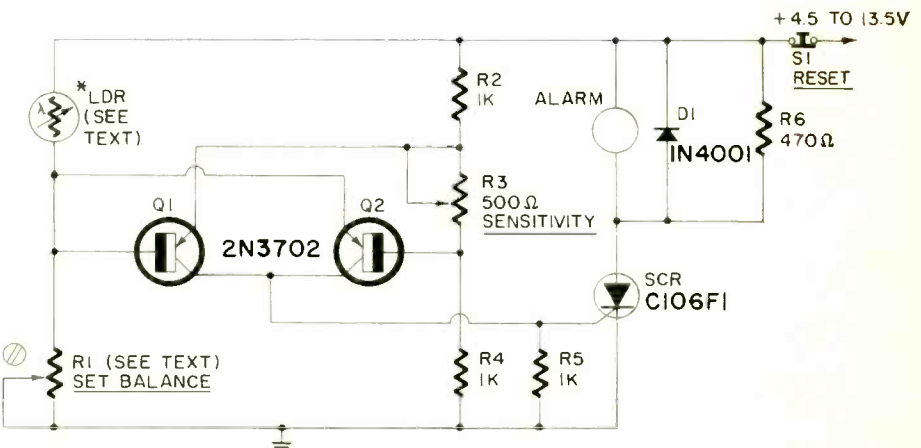 +4.5 TO 13.5V
S1
RESET
*LDR
(SEE
TEXT)
λ
R2
1K
ALARM
D1
1N4001
R6
470Ω
R3
500Ω
SENSITIVITY
Q1
Q2
2N3702
SCR
C106F1
R1 (SEE TEXT)
SET BALANCE
R4
1K
R5
1K